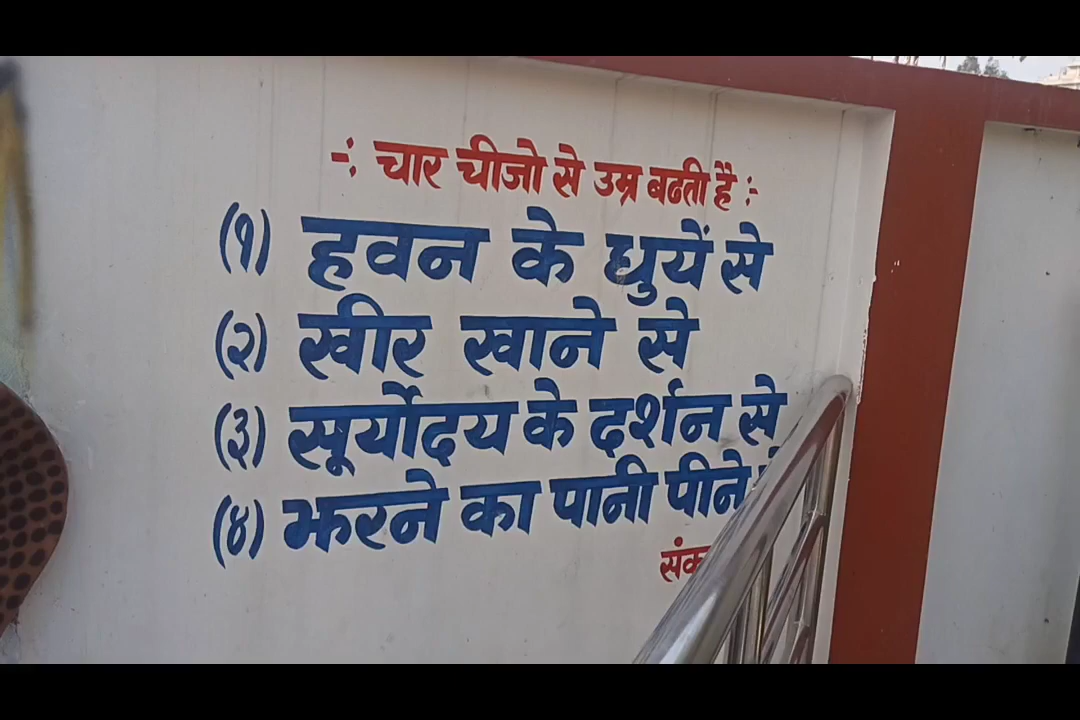 -: चार चीजो से उम्र बढती है :-
(१) हवन के धुयें से
(२) खीर खाने से
(३) सूर्योदय के दर्शन से
(४) झरने का पानी पीने